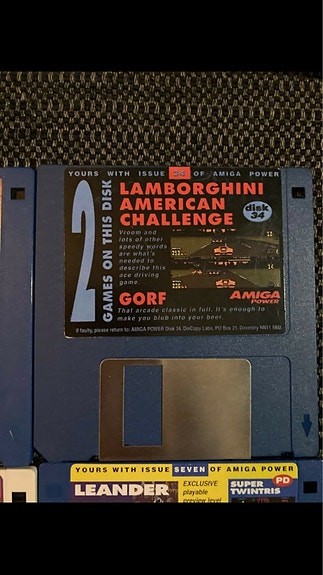 YOURS WITH ISSUE 34 OF AMIGA POWER
2 GAMES ON THIS DISK
LAMBORGHINI
AMERICAN
CHALLENGE
disk
34
Vroom and
lots of other
speedy words
are what's
needed to
describe this
ace driving
game.
GORF
AMIGA
POWER
That arcade classic in full. It's enough to
make you blub into your beer.
If faulty, please return to: AMIGA POWER Disk 34, DisCopy Labs, PO Box 21, Daventry NN11 5BU.
YOURS WITH ISSUE SEVEN OF AMIGA POWER
LEANDER
EXCLUSIVE
playable
preview level
SUPER
TWINTRIS
PD